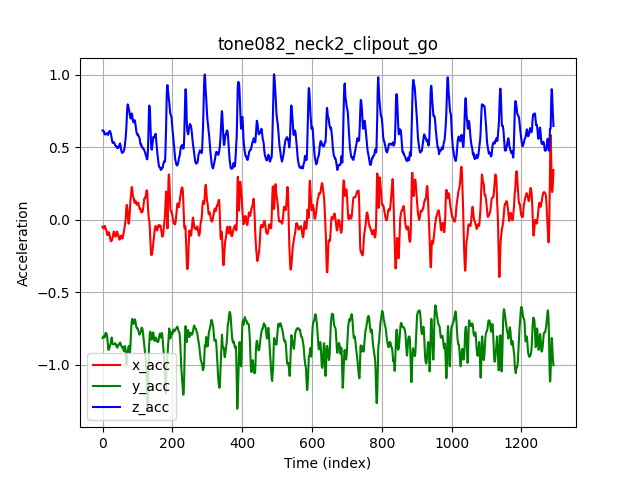 tone082_neck2_clipout_go
1.0
0.5
0.0
−0.5
−1.0
Acceleration
x_acc
y_acc
z_acc
0 200 400 600 800 1000 1200
Time (index)